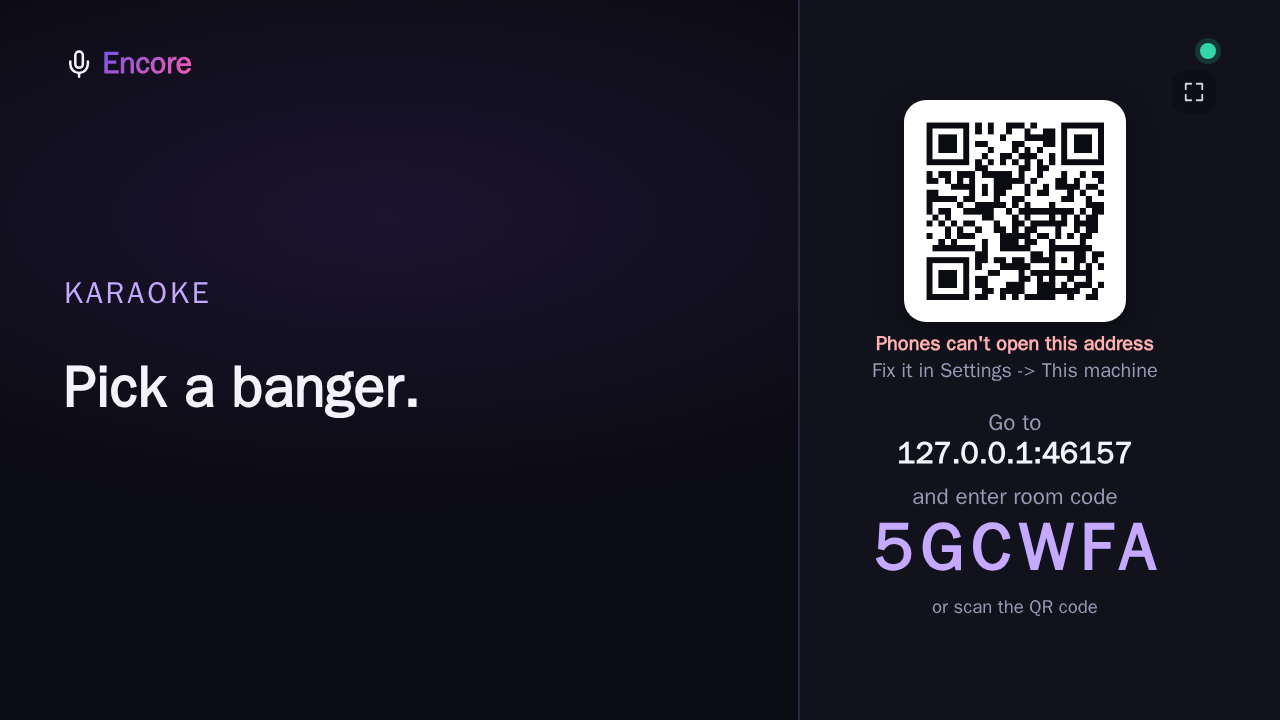 Encore
KARAOKE
Pick a banger.
Phones can't open this address
Fix it in Settings -> This machine
Go to
127.0.0.1:46157
and enter room code
5GCWFA
or scan the QR code